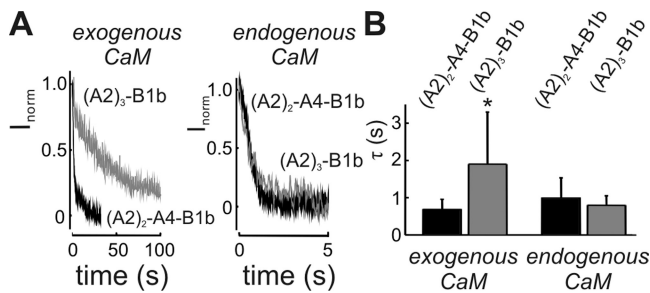 A
exogenous
CaM
endogenous
CaM
I norm
1.0
0.5
0
(A2)3-B1b
(A2)2-A4-B1b
0 50 100
time (s)
I norm
1.0
0.5
0
(A2)2-A4-B1b
(A2)3-B1b
0 5
time (s)
B
(A2)2-A4-B1b
(A2)3-B1b
(A2)2-A4-B1b
(A2)3-B1b
τ (s)
3
2
1
0
*
exogenous
CaM
endogenous
CaM